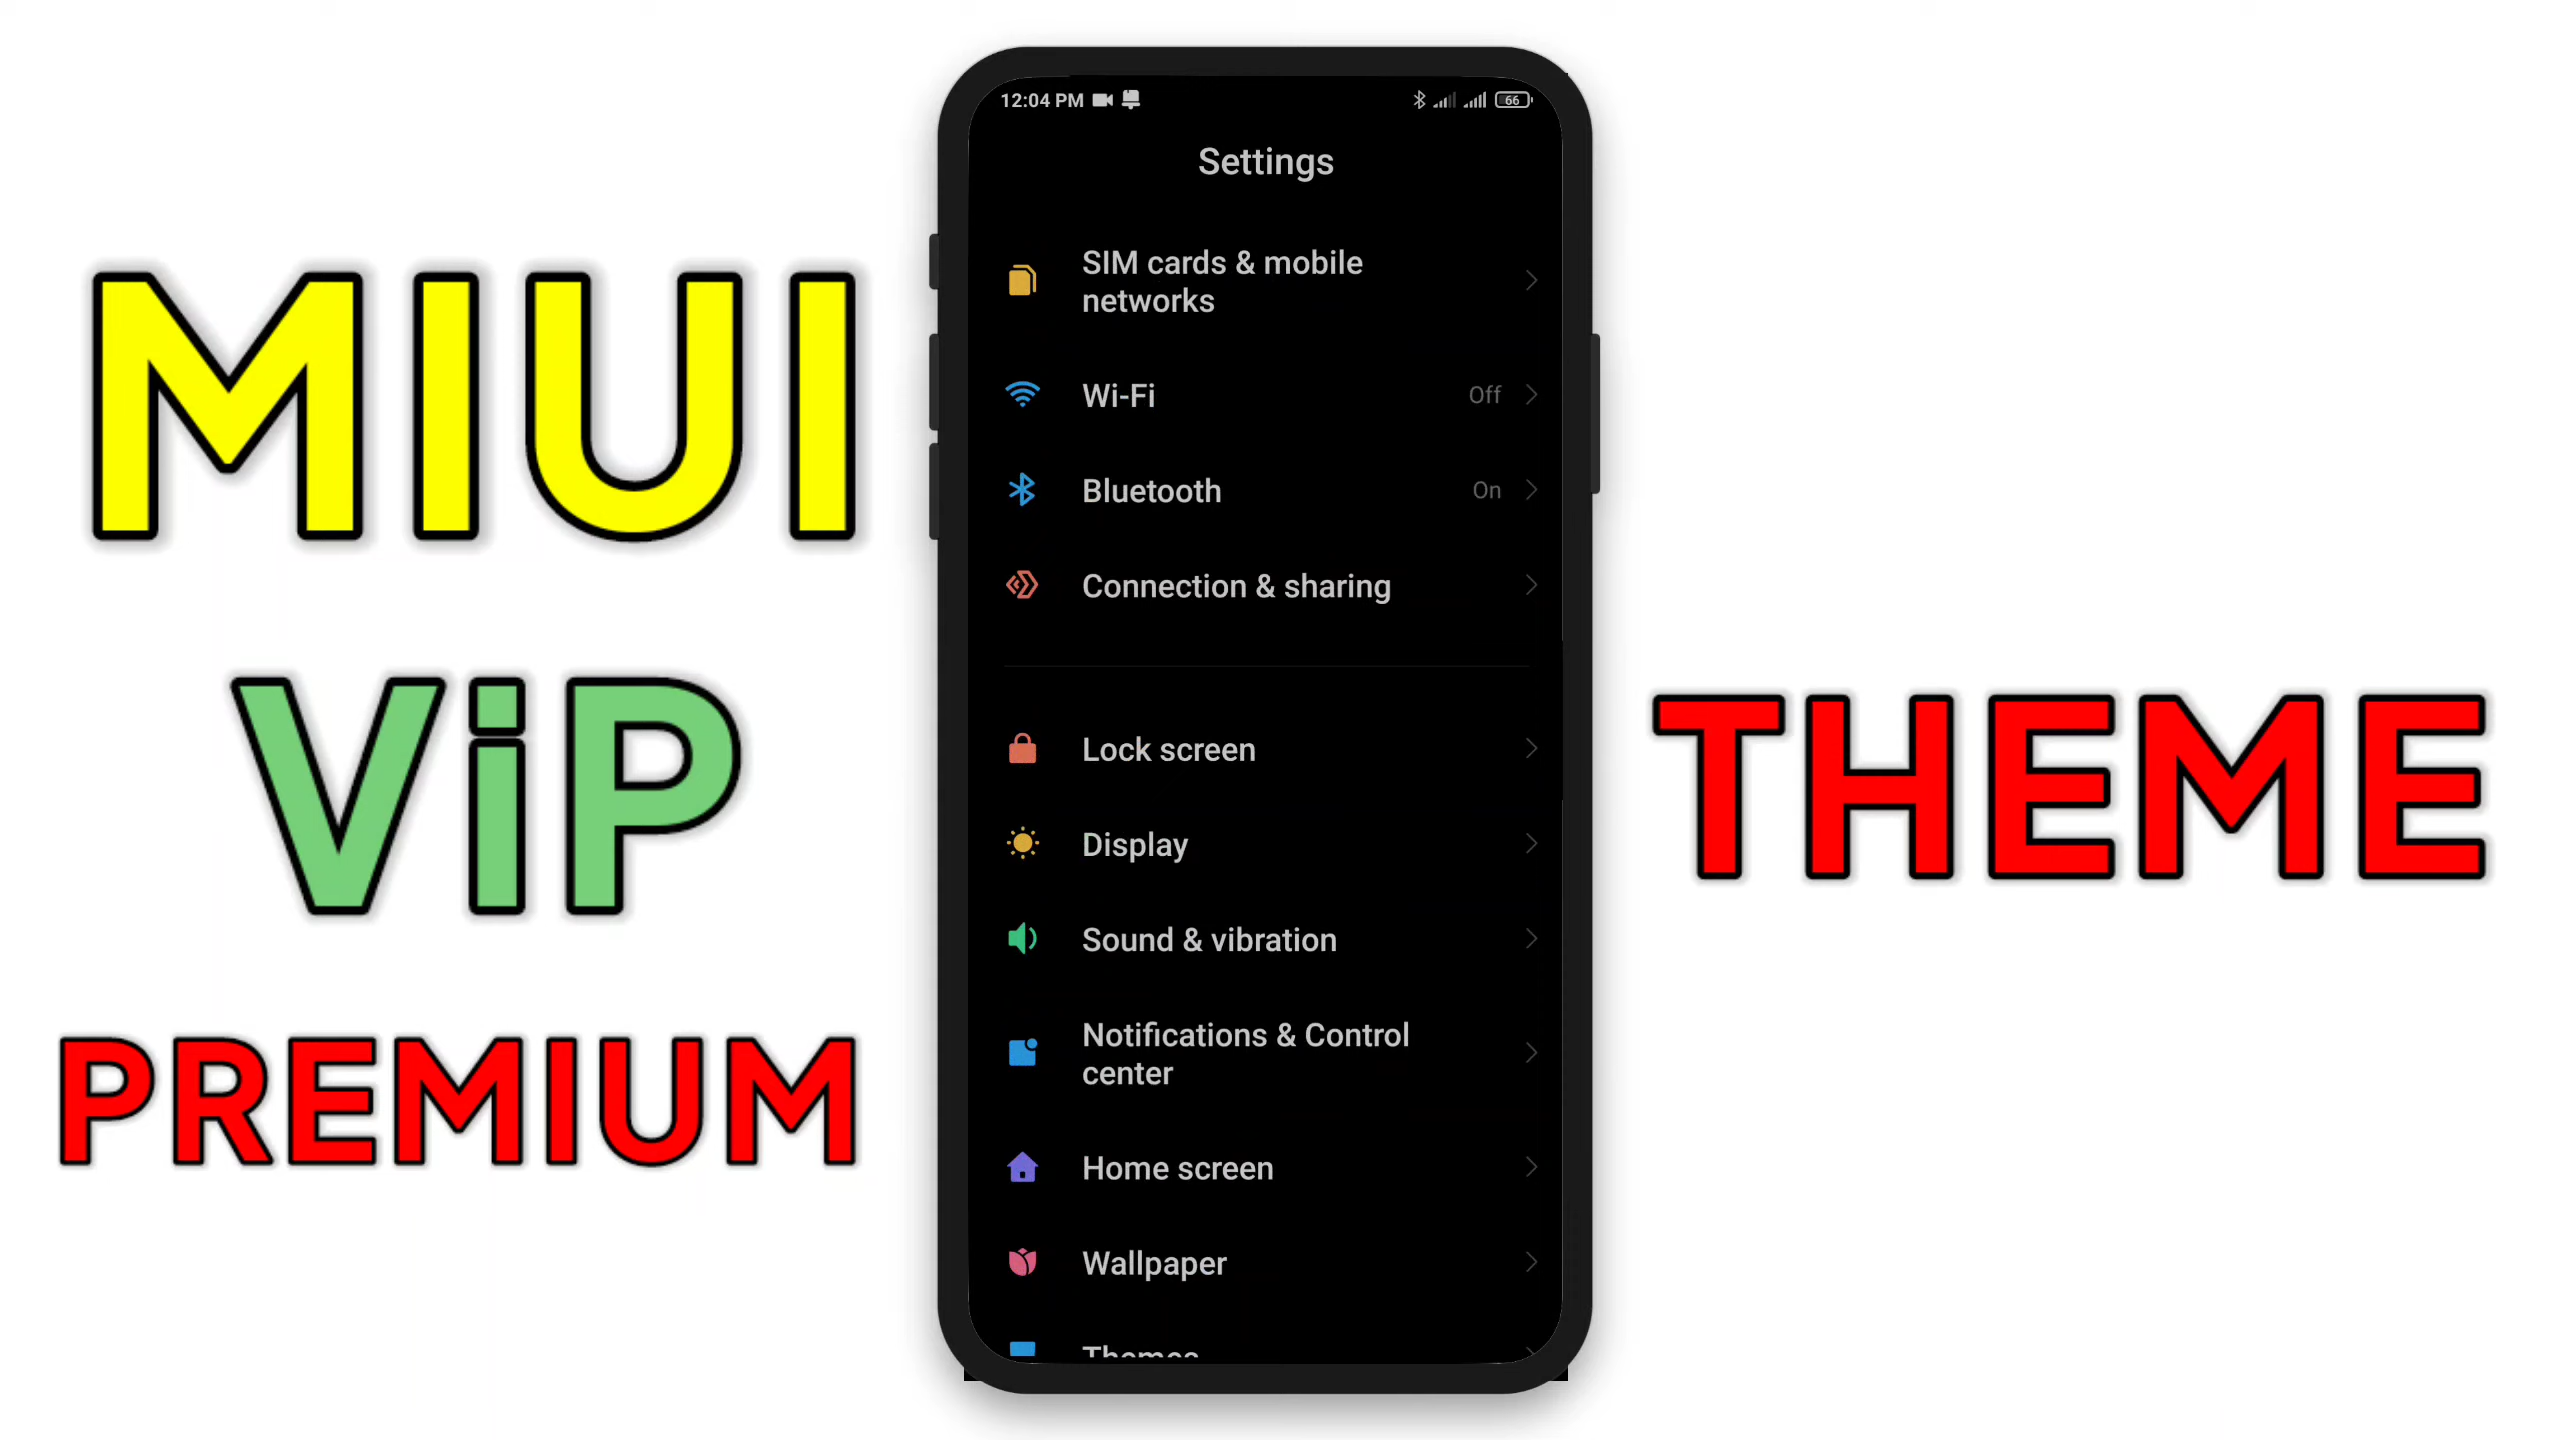 MIUI
ViP
PREMIUM
12:04 PM
66
Settings
SIM cards & mobile
networks
Wi-Fi
Off
Bluetooth
On
Connection & sharing
Lock screen
Display
Sound & vibration
Notifications & Control
center
Home screen
Wallpaper
Themes
THEME